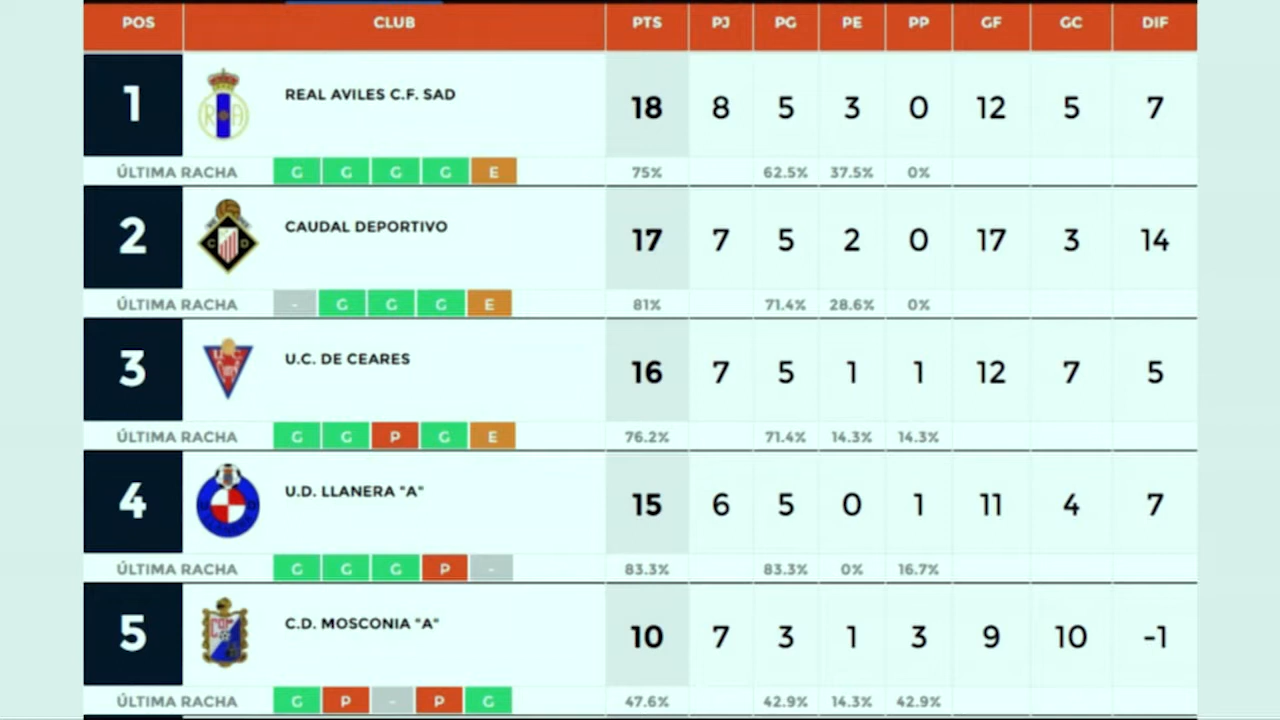 POS CLUB PTS PJ PG PE PP GF GC DIF
1 REAL AVILES C.F. SAD 18 8 5 3 0 12 5 7
ÚLTIMA RACHA G G G G E 75% 62.5% 37.5% 0%
2 CAUDAL DEPORTIVO 17 7 5 2 0 17 3 14
ÚLTIMA RACHA - G G G E 81% 71.4% 28.6% 0%
3 U.C. DE CEARES 16 7 5 1 1 12 7 5
ÚLTIMA RACHA G G P G E 76.2% 71.4% 14.3% 14.3%
4 U.D. LLANERA "A" 15 6 5 0 1 11 4 7
ÚLTIMA RACHA G G G P - 83.3% 83.3% 0% 16.7%
5 C.D. MOSCONIA "A" 10 7 3 1 3 9 10 -1
ÚLTIMA RACHA G P - P G 47.6% 42.9% 14.3% 42.9%